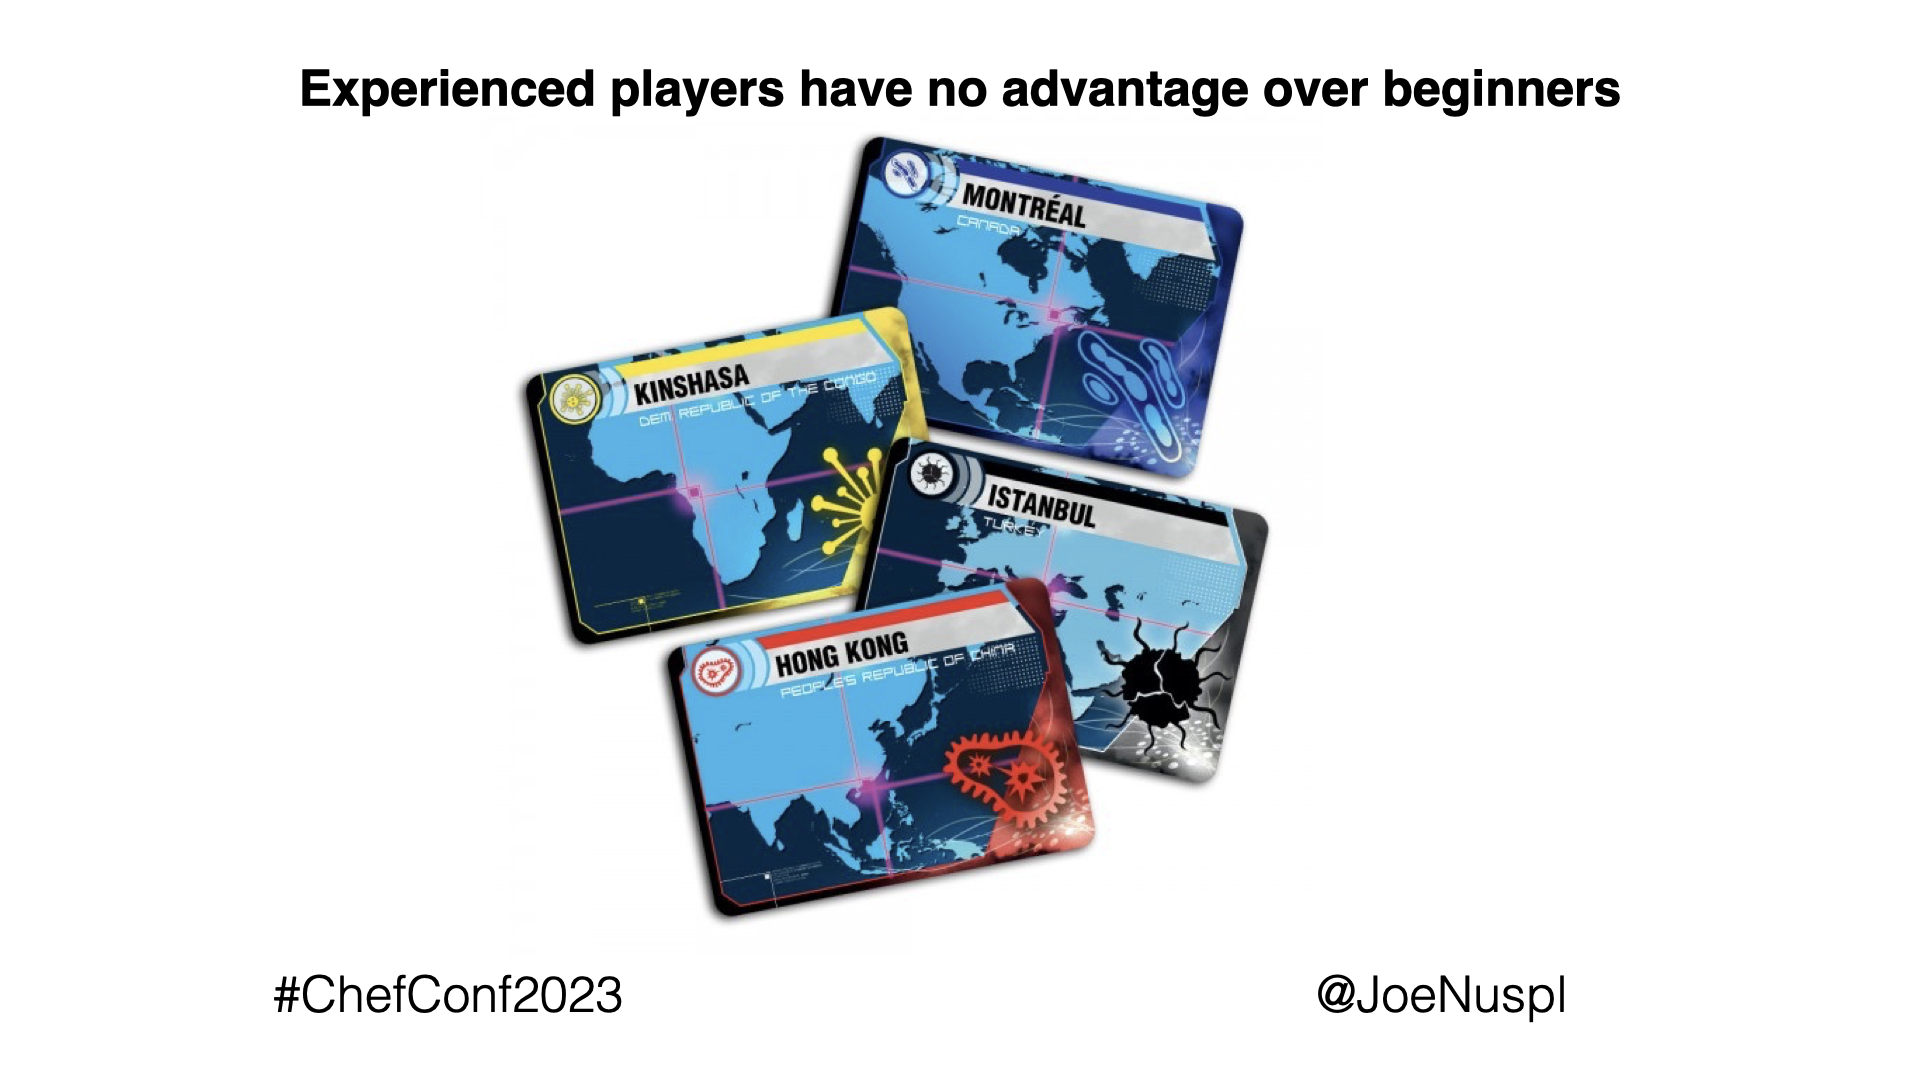 Experienced players have no advantage over beginners
MONTRÉAL
CANADA
KINSHASA
DEM REPUBLIC OF THE CONGO
ISTANBUL
TURKEY
HONG KONG
PEOPLE'S REPUBLIC OF CHINA
#ChefConf2023
@JoeNuspl